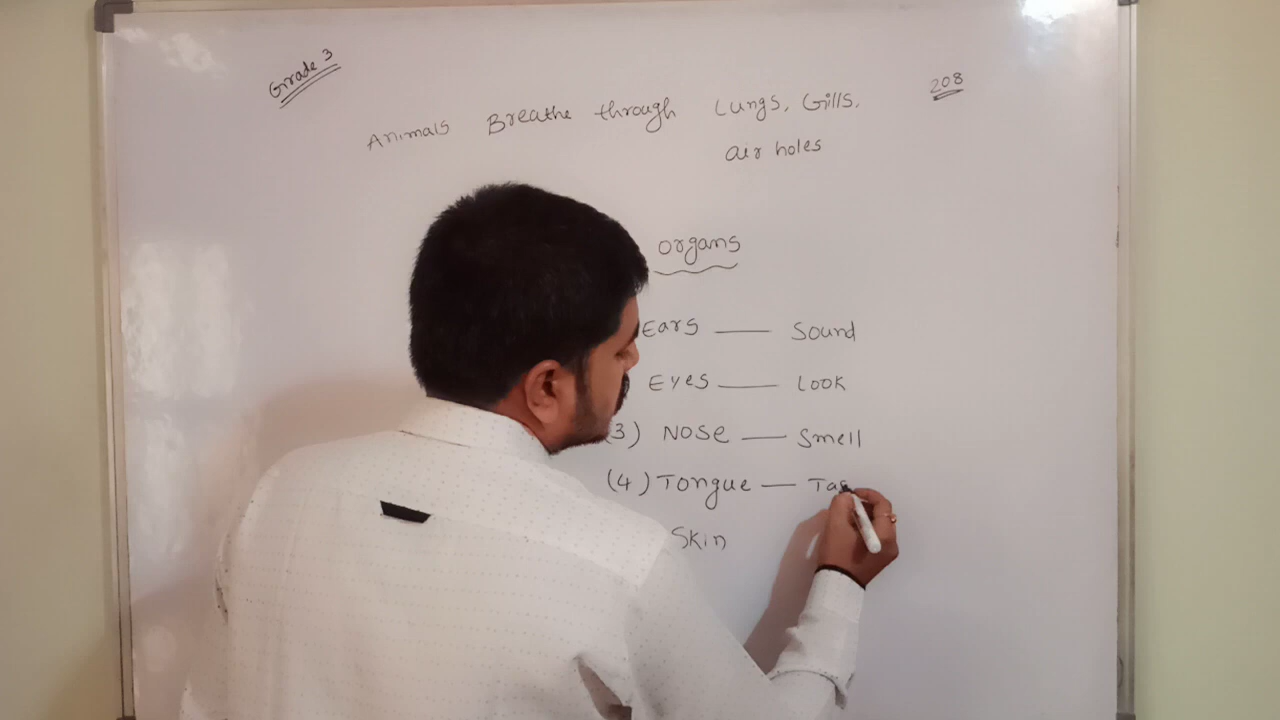 Grade 3
208
Animals Breathe through Lungs, Gills,
air holes
organs
Ears — Sound
Eyes — Look
(3) Nose — Smell
(4) Tongue — Tas
Skin